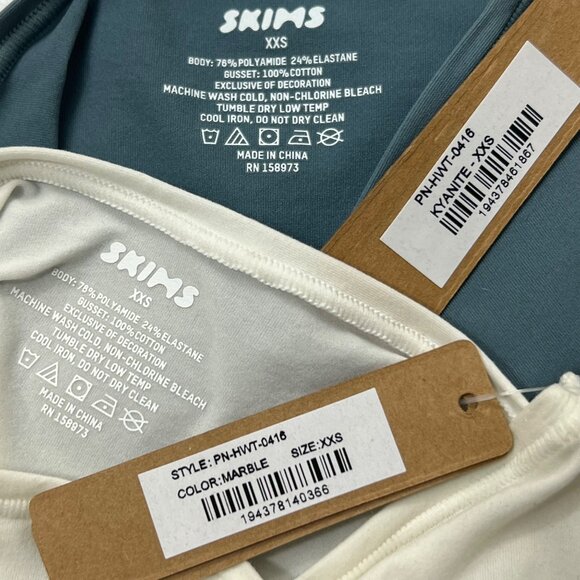 SKIMS
XXS
BODY: 76% POLYAMIDE 24% ELASTANE
GUSSET: 100% COTTON
EXCLUSIVE OF DECORATION
MACHINE WASH COLD, NON-CHLORINE BLEACH
TUMBLE DRY LOW TEMP
COOL IRON, DO NOT DRY CLEAN
MADE IN CHINA
RN 158973
PN-HWT-0416
KYANITE - XXS
194378461867
SKIMS
XXS
BODY: 76% POLYAMIDE 24% ELASTANE
GUSSET: 100% COTTON
EXCLUSIVE OF DECORATION
MACHINE WASH COLD, NON-CHLORINE BLEACH
TUMBLE DRY LOW TEMP
COOL IRON, DO NOT DRY CLEAN
MADE IN CHINA
RN 158973
STYLE: PN-HWT-0416
COLOR: MARBLE SIZE: XXS
194378140366